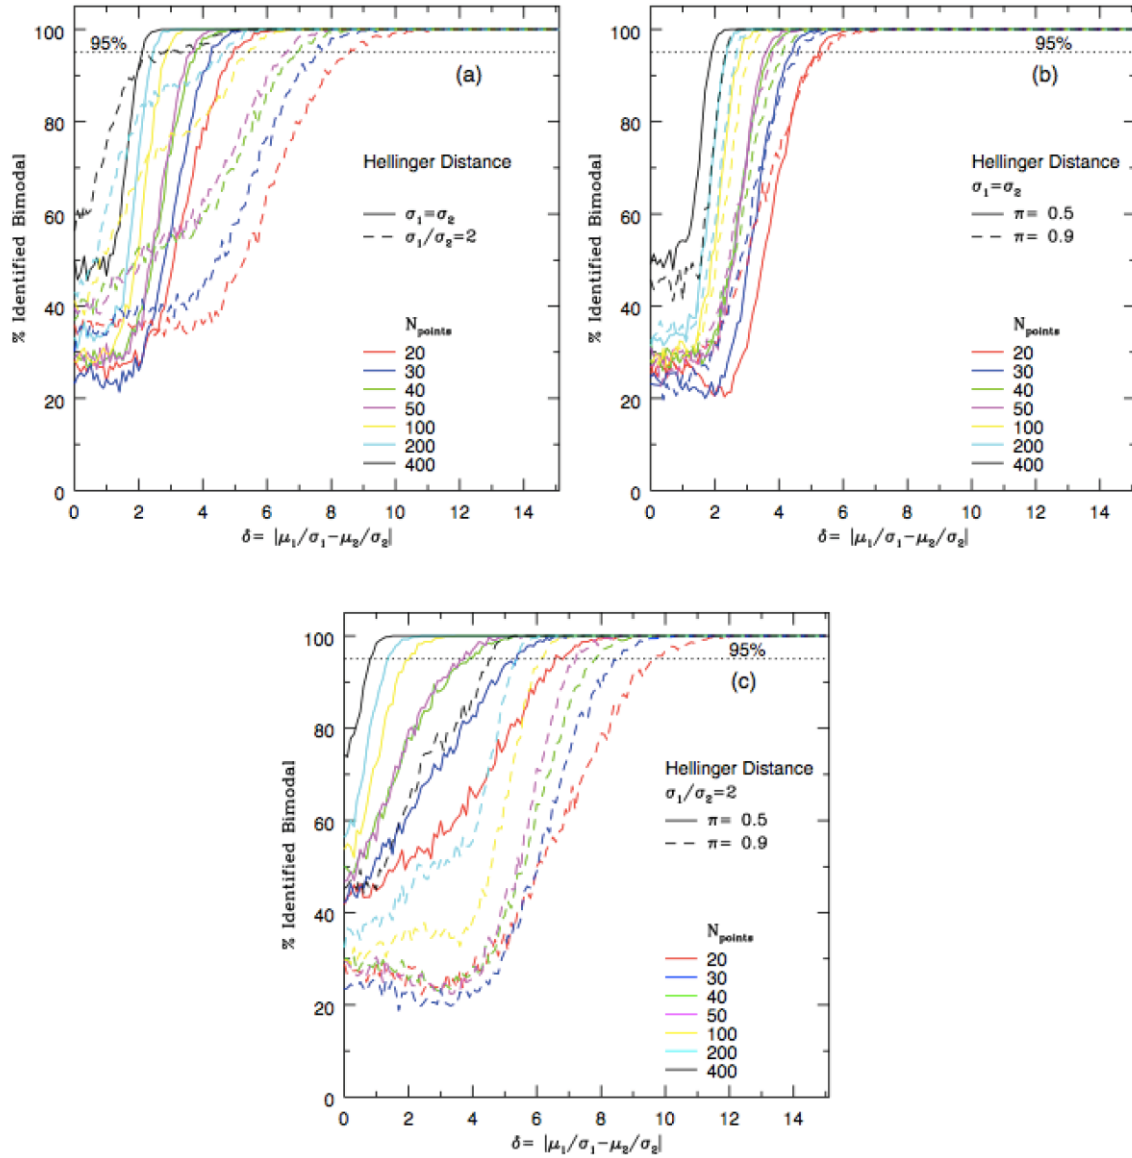 100
95%
(a)
80
Hellinger Distance
σ₁=σ₂
σ₁/σ₂=2
60
% Identified Bimodal
40
N_points
20
30
40
50
100
200
400
20
0
0 2 4 6 8 10 12 14
δ= |μ₁/σ₁−μ₂/σ₂|
100
95%
(b)
80
Hellinger Distance
σ₁=σ₂
π= 0.5
π= 0.9
60
% Identified Bimodal
40
N_points
20
30
40
50
100
200
400
20
0
0 2 4 6 8 10 12 14
δ= |μ₁/σ₁−μ₂/σ₂|
100
95%
(c)
80
Hellinger Distance
σ₁/σ₂=2
π= 0.5
π= 0.9
60
% Identified Bimodal
40
N_points
20
30
40
50
100
200
400
20
0
0 2 4 6 8 10 12 14
δ= |μ₁/σ₁−μ₂/σ₂|